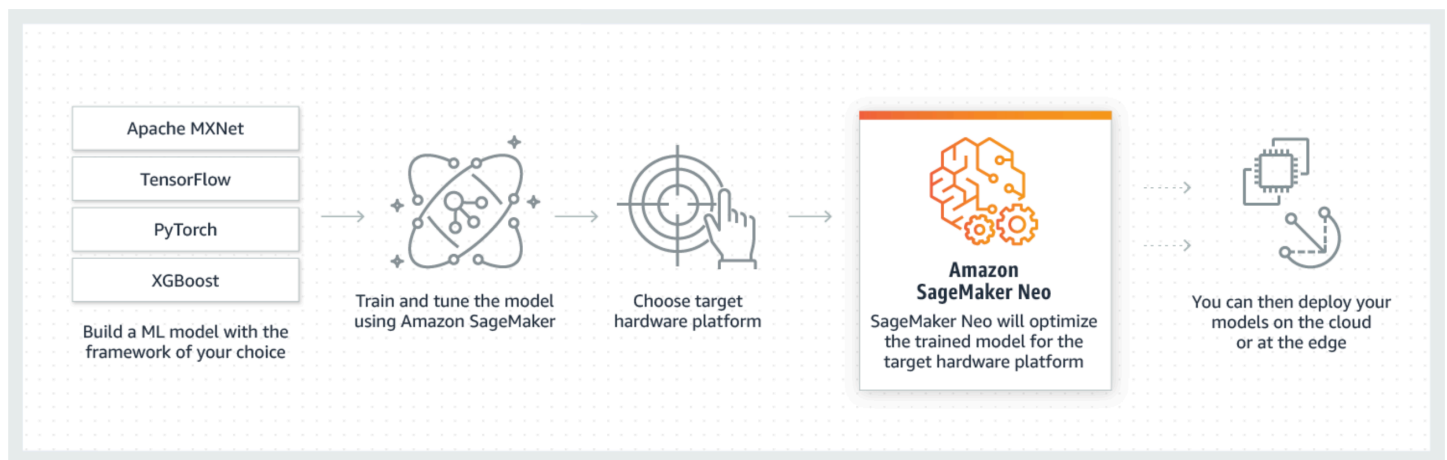 Apache MXNet
TensorFlow
PyTorch
XGBoost
Build a ML model with the
framework of your choice
Train and tune the model
using Amazon SageMaker
Choose target
hardware platform
Amazon
SageMaker Neo
SageMaker Neo will optimize
the trained model for the
target hardware platform
You can then deploy your
models on the cloud
or at the edge